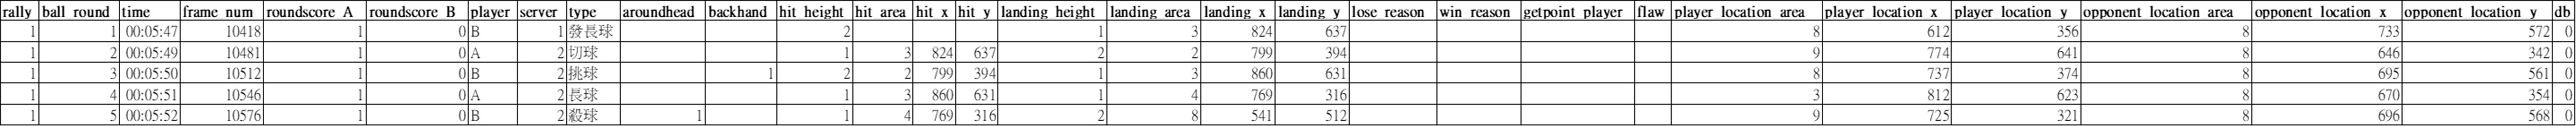 rally ball_round time frame_num roundscore_A roundscore_B player server type aroundhead backhand hit_height hit_area hit_x hit_y landing_height landing_area landing_x landing_y lose_reason win_reason getpoint_player flaw player_location_area player_location_x player_location_y opponent_location_area opponent_location_x opponent_location_y db
1 1 00:05:47 10418 1 0 B 1 發長球 2 1 3 824 637 8 612 356 8 733 572 0
1 2 00:05:49 10481 1 0 A 2 切球 1 3 824 637 2 2 799 394 9 774 641 8 646 342 0
1 3 00:05:50 10512 1 0 B 2 挑球 1 2 2 799 394 1 3 860 631 8 737 374 8 695 561 0
1 4 00:05:51 10546 1 0 A 2 長球 1 3 860 631 1 4 769 316 3 812 623 8 670 354 0
1 5 00:05:52 10576 1 0 B 2 殺球 1 1 4 769 316 2 8 541 512 9 725 321 8 696 568 0